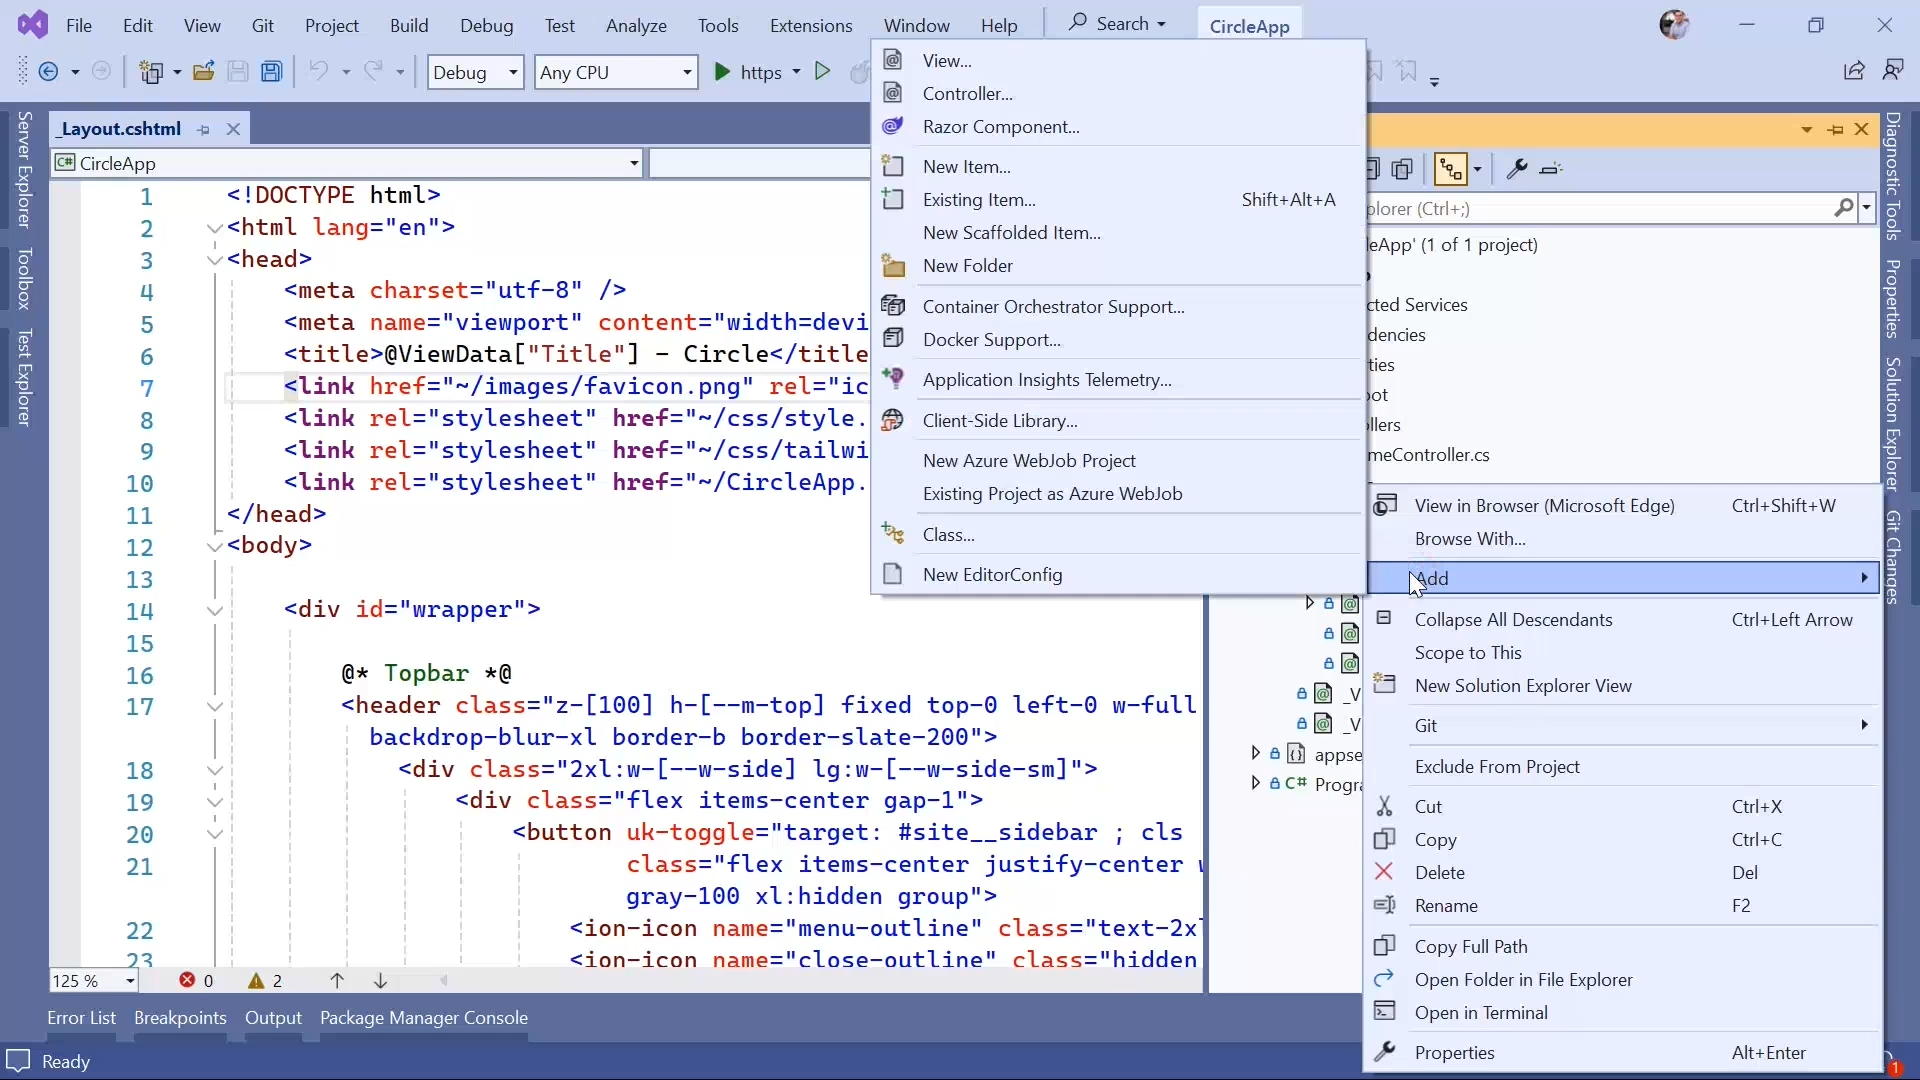 File Edit View Git Project Build Debug Test Analyze Tools Extensions Window Help Search CircleApp
Debug Any CPU https
Server Explorer
Toolbox
Test Explorer
_Layout.cshtml
CircleApp
1 <!DOCTYPE html>
2 <html lang="en">
3 <head>
4 <meta charset="utf-8" />
5 <meta name="viewport" content="width=devi
6 <title>@ViewData["Title"] - Circle</title
7 <link href="~/images/favicon.png" rel="ic
8 <link rel="stylesheet" href="~/css/style.
9 <link rel="stylesheet" href="~/css/tailwi
10 <link rel="stylesheet" href="~/CircleApp.
11 </head>
12 <body>
13
14 <div id="wrapper">
15
16 @* Topbar *@
17 <header class="z-[100] h-[--m-top] fixed top-0 left-0 w-full
backdrop-blur-xl border-b border-slate-200">
18 <div class="2xl:w-[--w-side] lg:w-[--w-side-sm]">
19 <div class="flex items-center gap-1">
20 <button uk-toggle="target: #site__sidebar ; cls
21 class="flex items-center justify-center
gray-100 xl:hidden group">
22 <ion-icon name="menu-outline" class="text-2x
23 <ion-icon name="close-outline" class="hidden
125 % 0 2
Error List Breakpoints Output Package Manager Console
Ready
View...
Controller...
Razor Component...
New Item...
Existing Item... Shift+Alt+A
New Scaffolded Item...
New Folder
Container Orchestrator Support...
Docker Support...
Application Insights Telemetry...
Client-Side Library...
New Azure WebJob Project
Existing Project as Azure WebJob
Class...
New EditorConfig
plorer (Ctrl+;)
leApp' (1 of 1 project)
cted Services
dencies
ties
ot
llers
meController.cs
_V
_V
appse
C# Progra
View in Browser (Microsoft Edge) Ctrl+Shift+W
Browse With...
Add
Collapse All Descendants Ctrl+Left Arrow
Scope to This
New Solution Explorer View
Git
Exclude From Project
Cut Ctrl+X
Copy Ctrl+C
Delete Del
Rename F2
Copy Full Path
Open Folder in File Explorer
Open in Terminal
Properties Alt+Enter
Diagnostic Tools
Properties
Solution Explorer
Git Changes
1